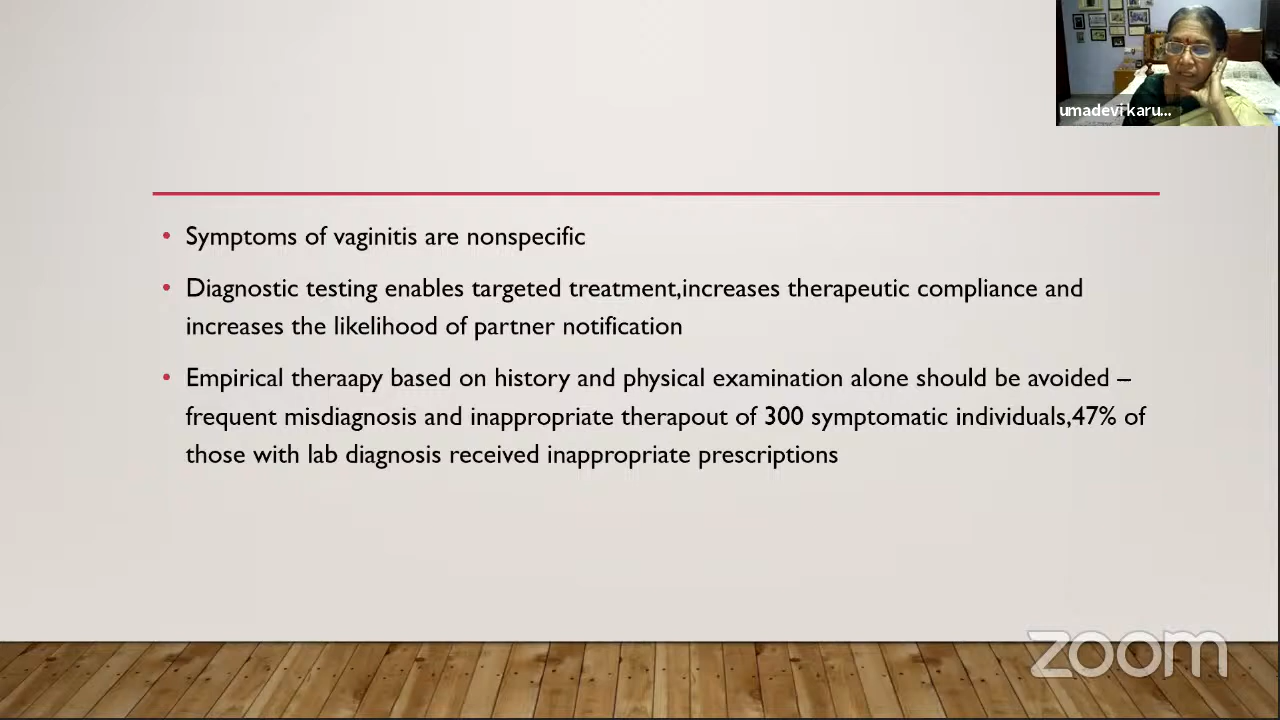 umadevi karu...
• Symptoms of vaginitis are nonspecific
• Diagnostic testing enables targeted treatment,increases therapeutic compliance and
increases the likelihood of partner notification
• Empirical theraapy based on history and physical examination alone should be avoided –
frequent misdiagnosis and inappropriate therapout of 300 symptomatic individuals,47% of
those with lab diagnosis received inappropriate prescriptions
zoom